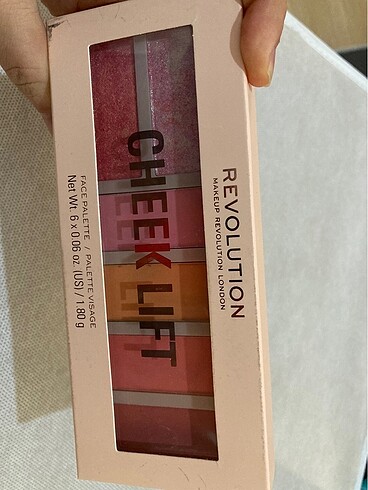 REVOLUTION
MAKEUP REVOLUTION LONDON
CHEEK LIFT
FACE PALETTE / PALETTE VISAGE
Net Wt. 6 x 0.06 oz. (US) / 1.80 g